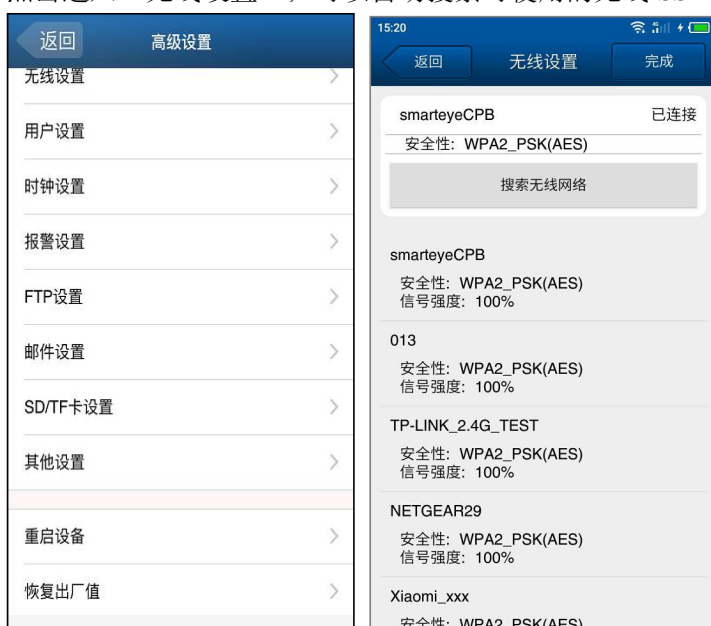 返回
高级设置
无线设置
用户设置
时钟设置
报警设置
FTP设置
邮件设置
SD/TF卡设置
其他设置
重启设备
恢复出厂值
15:20
返回
无线设置
完成
smarteyeCPB
已连接
安全性: WPA2_PSK(AES)
搜索无线网络
smarteyeCPB
安全性: WPA2_PSK(AES)
信号强度: 100%
013
安全性: WPA2_PSK(AES)
信号强度: 100%
TP-LINK_2.4G_TEST
安全性: WPA2_PSK(AES)
信号强度: 100%
NETGEAR29
安全性: WPA2_PSK(AES)
信号强度: 100%
Xiaomi_xxx
安全性: WPA2_PSK(AES)